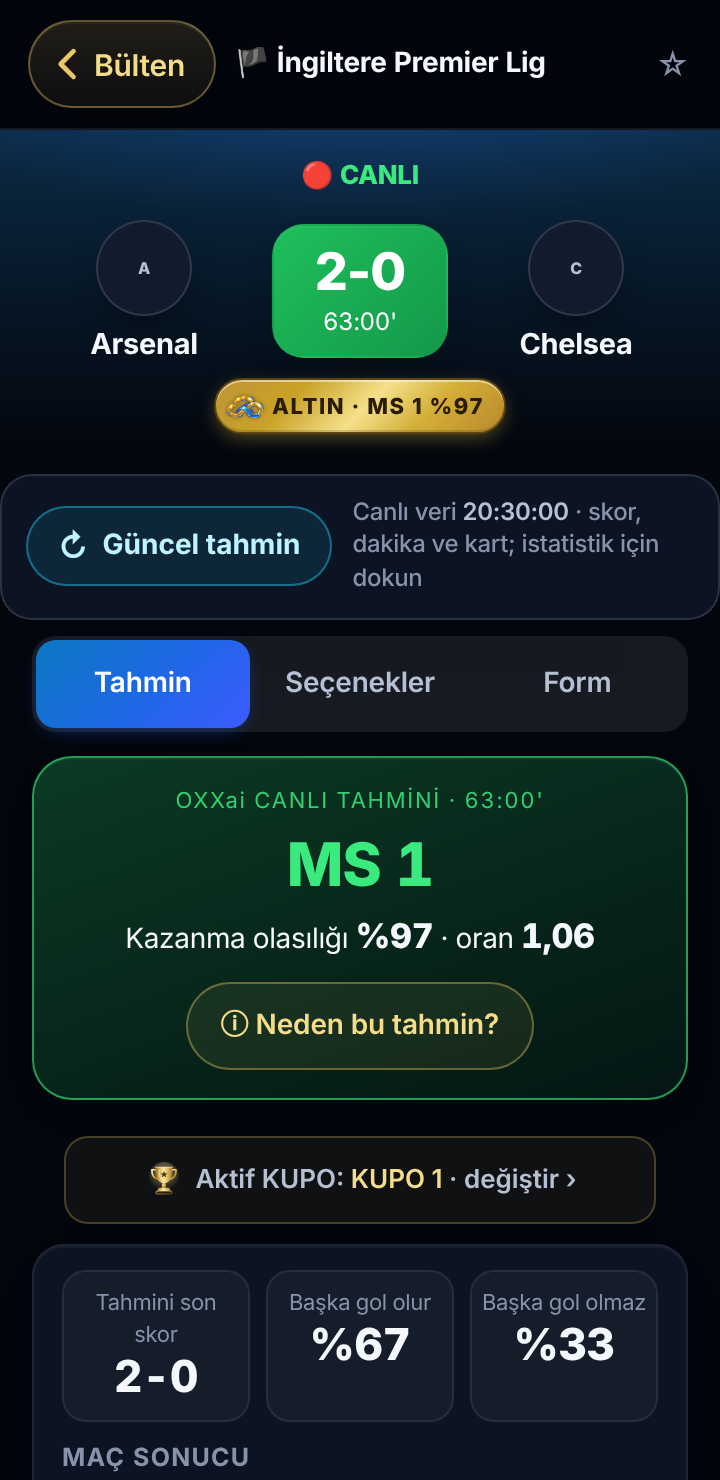 Bülten
İngiltere Premier Lig
CANLI
A
2-0
63:00'
C
Arsenal
Chelsea
ALTIN · MS 1 %97
Güncel tahmin
Canlı veri 20:30:00 · skor,
dakika ve kart; istatistik için
dokun
Tahmin
Seçenekler
Form
OXXai CANLI TAHMİNİ · 63:00'
MS 1
Kazanma olasılığı %97 · oran 1,06
ⓘ Neden bu tahmin?
Aktif KUPO: KUPO 1 · değiştir ›
Tahmini son
skor
2-0
Başka gol olur
%67
Başka gol olmaz
%33
MAÇ SONUCU